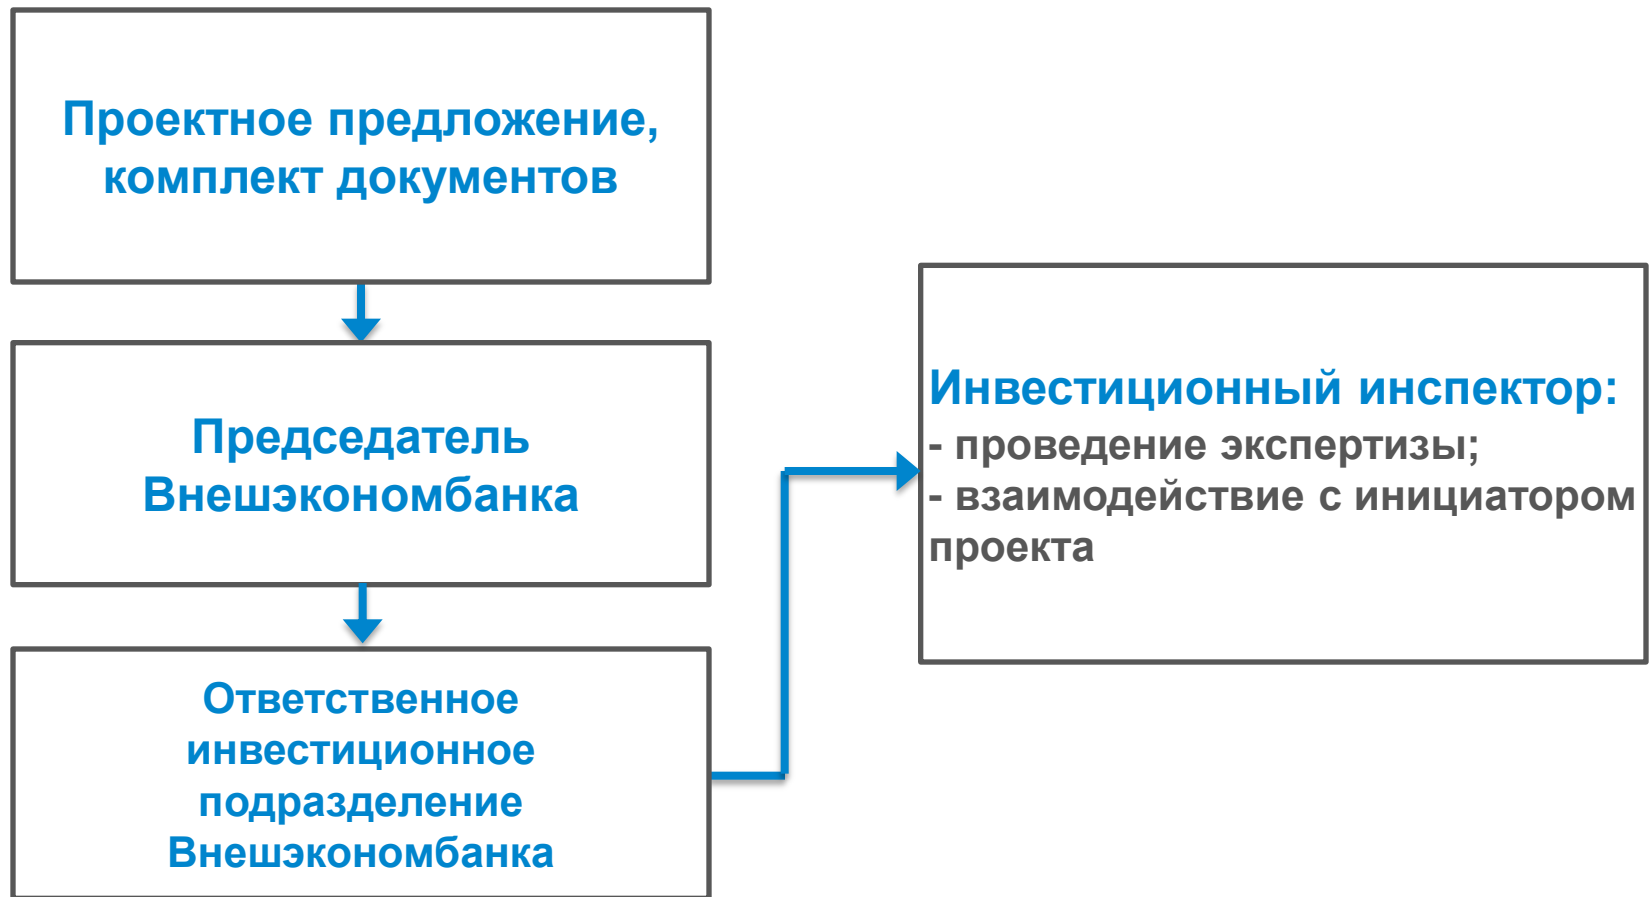 Проектное предложение,
комплект документов
Председатель
Внешэкономбанка
Ответственное
инвестиционное
подразделение
Внешэкономбанка
Инвестиционный инспектор:
- проведение экспертизы;
- взаимодействие с инициатором
проекта